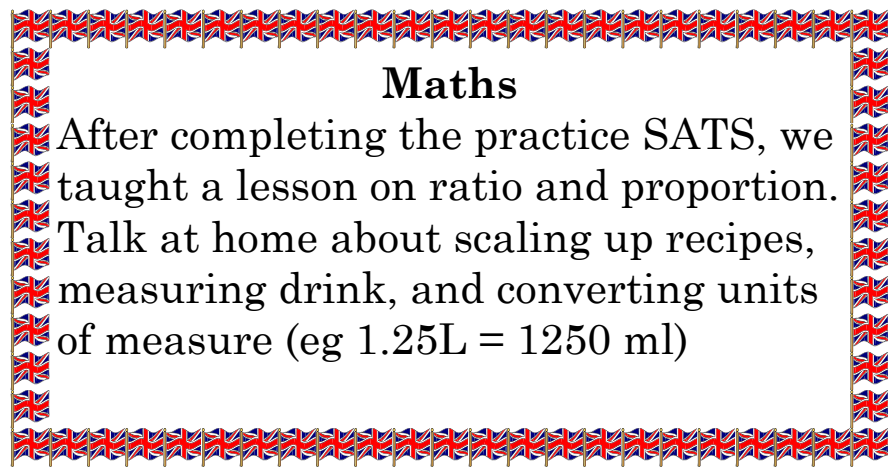 Maths
After completing the practice SATS, we
taught a lesson on ratio and proportion.
Talk at home about scaling up recipes,
measuring drink, and converting units
of measure (eg 1.25L = 1250 ml)